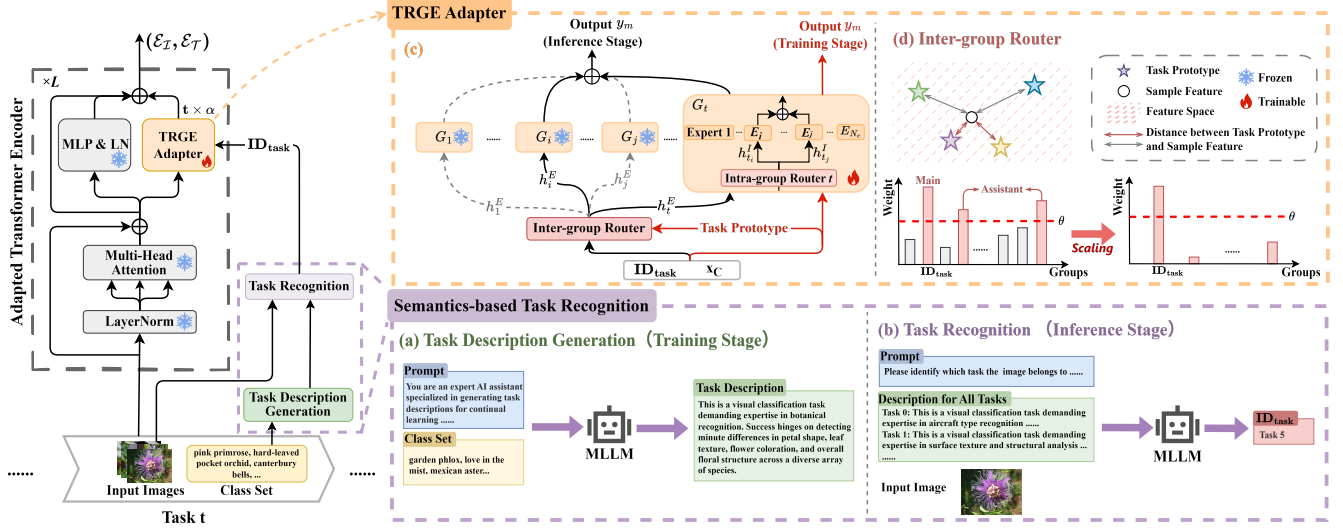 (ℰ_ℐ, ℰ_𝒯)
Adapted Transformer Encoder
×L
t × α
MLP & LN
TRGE
Adapter
ID_task
Multi-Head
Attention
LayerNorm
Task Recognition
Task Description
Generation
......
Input Images
pink primrose, hard-leaved
pocket orchid, canterbury
bells, ...
Class Set
......
Task t
TRGE Adapter
(c)
Output y_m
(Inference Stage)
Output y_m
(Training Stage)
G_1
......
G_i
......
G_j
......
G_t
Expert 1
...
E_i
...
E_j
...
E_{N_e}
h_{t_i}^I
h_{t_j}^I
Intra-group Router t
h_1^E
h_i^E
h_j^E
h_t^E
Inter-group Router
Task Prototype
ID_task
x_C
(d) Inter-group Router
Task Prototype
Sample Feature
Feature Space
Distance between Task Prototype
and Sample Feature
Frozen
Trainable
Weight
Main
Assistant
θ
......
ID_task
Groups
Scaling
Weight
θ
......
ID_task
Groups
Semantics-based Task Recognition
(a) Task Description Generation（Training Stage）
Prompt
You are an expert AI assistant
specialized in generating task
descriptions for continual
learning ......
Class Set
garden phlox, love in the
mist, mexican aster...
MLLM
Task Description
This is a visual classification task
demanding expertise in botanical
recognition. Success hinges on detecting
minute differences in petal shape, leaf
texture, flower coloration, and overall
floral structure across a diverse array
of species.
(b) Task Recognition （Inference Stage）
Prompt
Please identify which task the image belongs to ......
Description for All Tasks
Task 0: This is a visual classification task demanding
expertise in aircraft type recognition ......
Task 1: This is a visual classification task demanding
expertise in surface texture and structural analysis ...
......
Input Image
MLLM
ID_task
Task 5